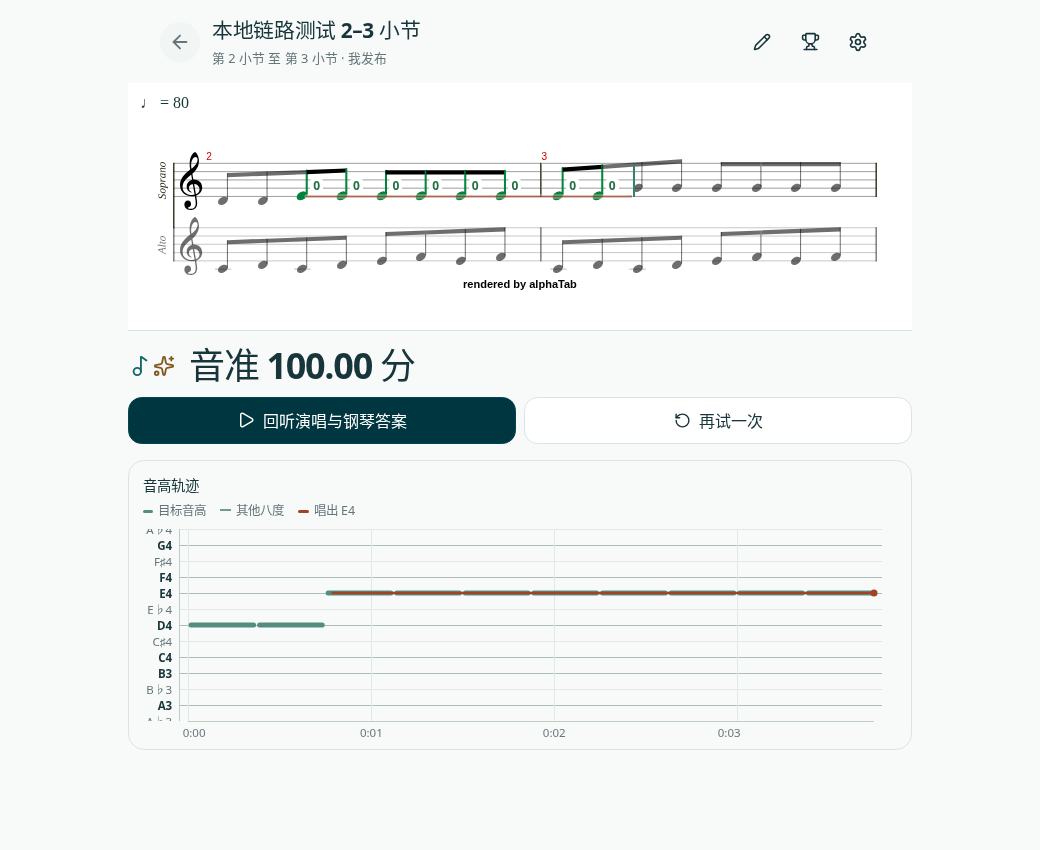 本地链路测试 2–3 小节
第 2 小节 至 第 3 小节 · 我发布
♩ = 80
2
3
Soprano
0 0 0 0 0 0 0 0
Alto
rendered by alphaTab
音准 100.00 分
回听演唱与钢琴答案
再试一次
音高轨迹
目标音高 其他八度 唱出 E4
A♭4
G4
F♯4
F4
E4
E♭4
D4
C♯4
C4
B3
B♭3
A3
A♭3
0:00 0:01 0:02 0:03